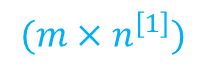 (m × n^[1])